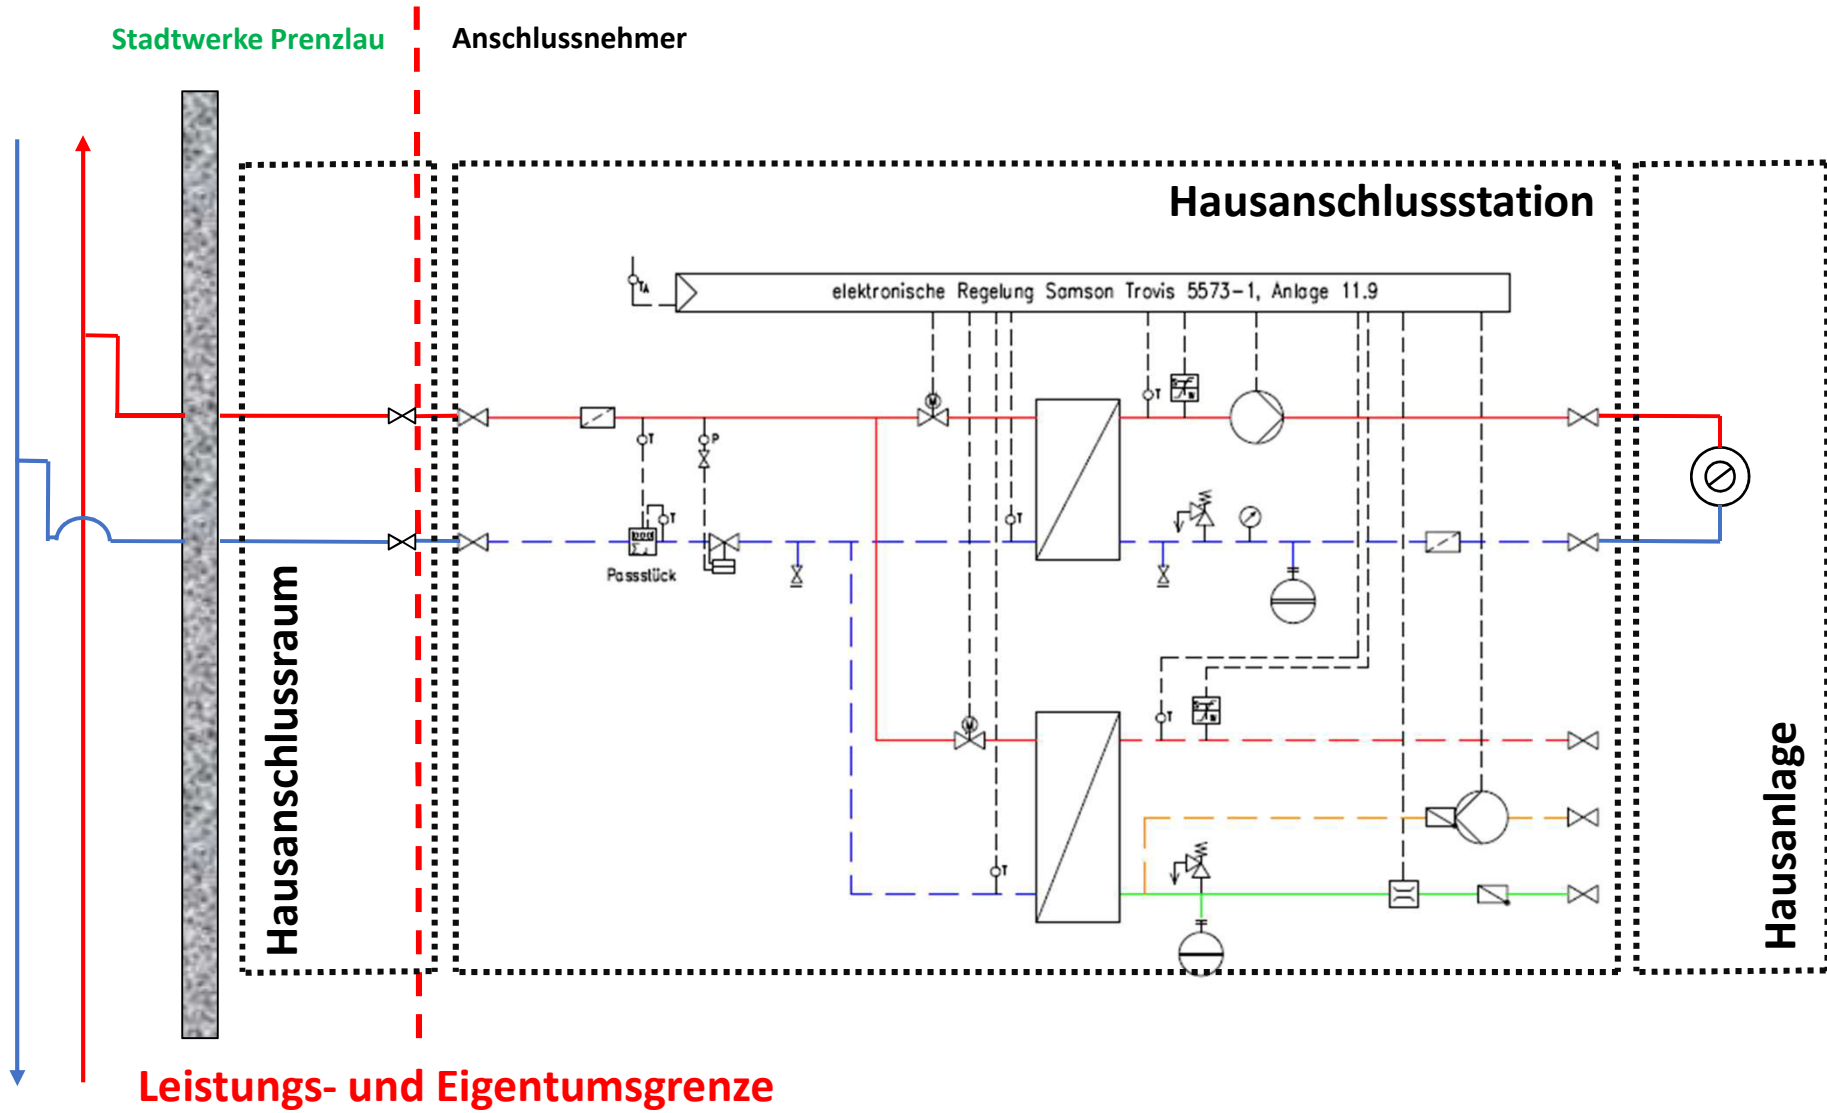 Stadtwerke Prenzlau
Anschlussnehmer
Hausanschlussstation
TA
elektronische Regelung Samson Trovis 5573-1, Anlage 11.9
M
T
T
P
T
T
Passstück
Hausanschlussraum
M
T
T
Hausanlage
Leistungs- und Eigentumsgrenze